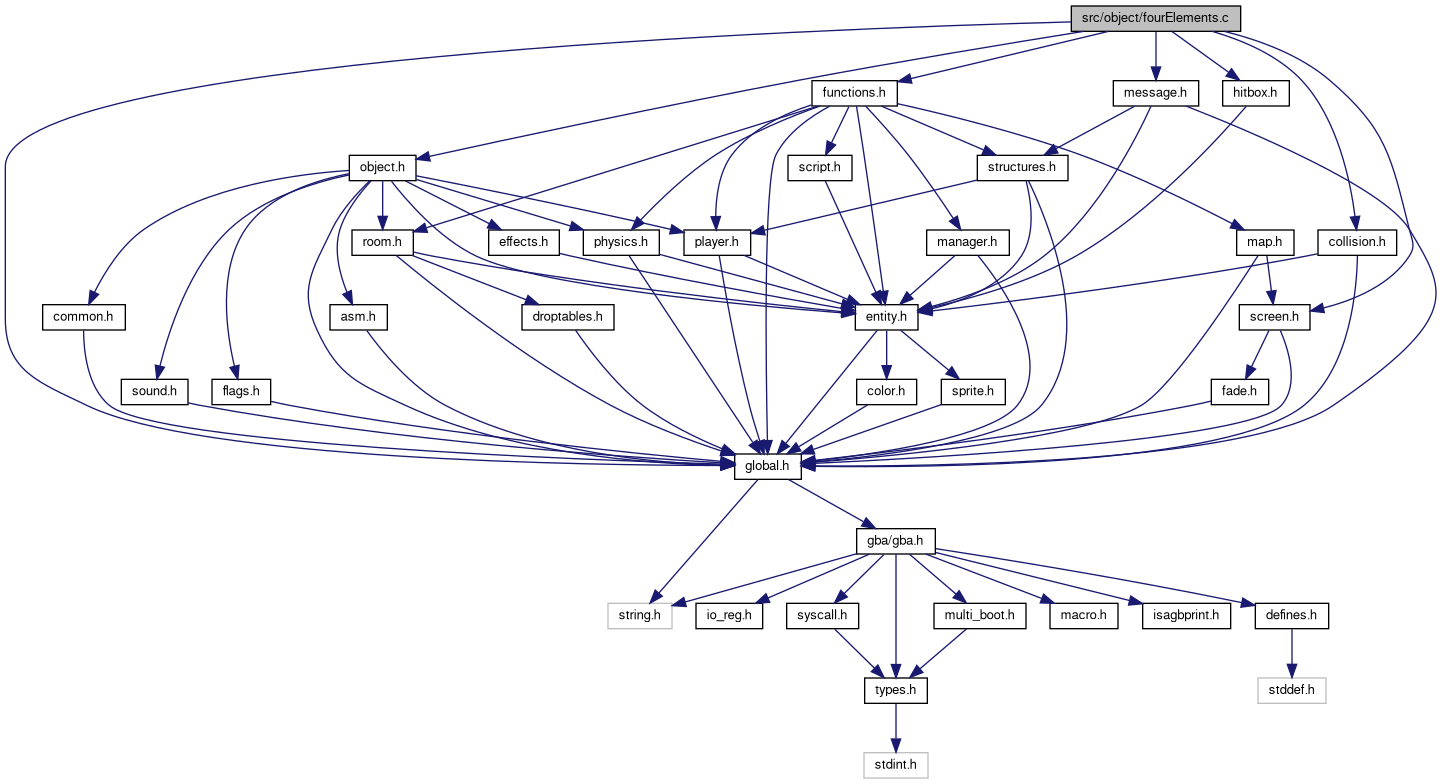 src/object/fourElements.c
functions.h
message.h
hitbox.h
object.h
script.h
structures.h
room.h
effects.h
physics.h
player.h
manager.h
map.h
collision.h
common.h
asm.h
droptables.h
entity.h
screen.h
sound.h
flags.h
color.h
sprite.h
fade.h
global.h
gba/gba.h
string.h
io_reg.h
syscall.h
multi_boot.h
macro.h
isagbprint.h
defines.h
types.h
stddef.h
stdint.h